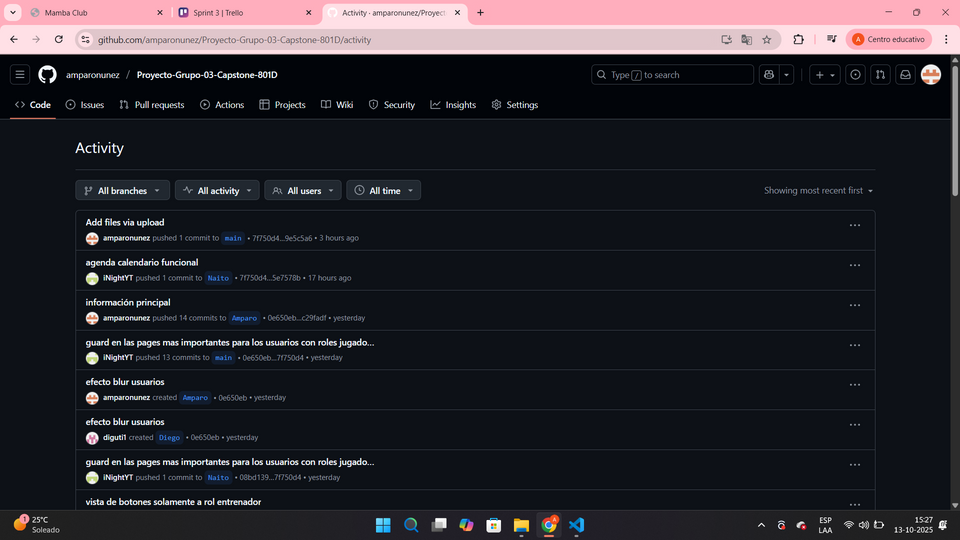 Mamba Club
Sprint 3 | Trello
Activity · amparonunez/Proyec
github.com/amparonunez/Proyecto-Grupo-03-Capstone-801D/activity
A Centro educativo
amparonunez / Proyecto-Grupo-03-Capstone-801D
Type / to search
Code Issues Pull requests Actions Projects Wiki Security Insights Settings
Activity
All branches All activity All users All time Showing most recent first
Add files via upload
amparonunez pushed 1 commit to main • 7f750d4...9e5c5a6 • 3 hours ago
agenda calendario funcional
iNightYT pushed 1 commit to Naito • 7f750d4...5e7578b • 17 hours ago
información principal
amparonunez pushed 14 commits to Amparo • 0e650eb...c29fadf • yesterday
guard en las pages mas importantes para los usuarios con roles jugado...
iNightYT pushed 13 commits to main • 0e650eb...7f750d4 • yesterday
efecto blur usuarios
amparonunez created Amparo • 0e650eb • yesterday
efecto blur usuarios
diguti1 created Diego • 0e650eb • yesterday
guard en las pages mas importantes para los usuarios con roles jugado...
iNightYT pushed 1 commit to Naito • 08bd139...7f750d4 • yesterday
vista de botones solamente a rol entrenador
1
25°C
Soleado
A
ESP
LAA
15:27
13-10-2025